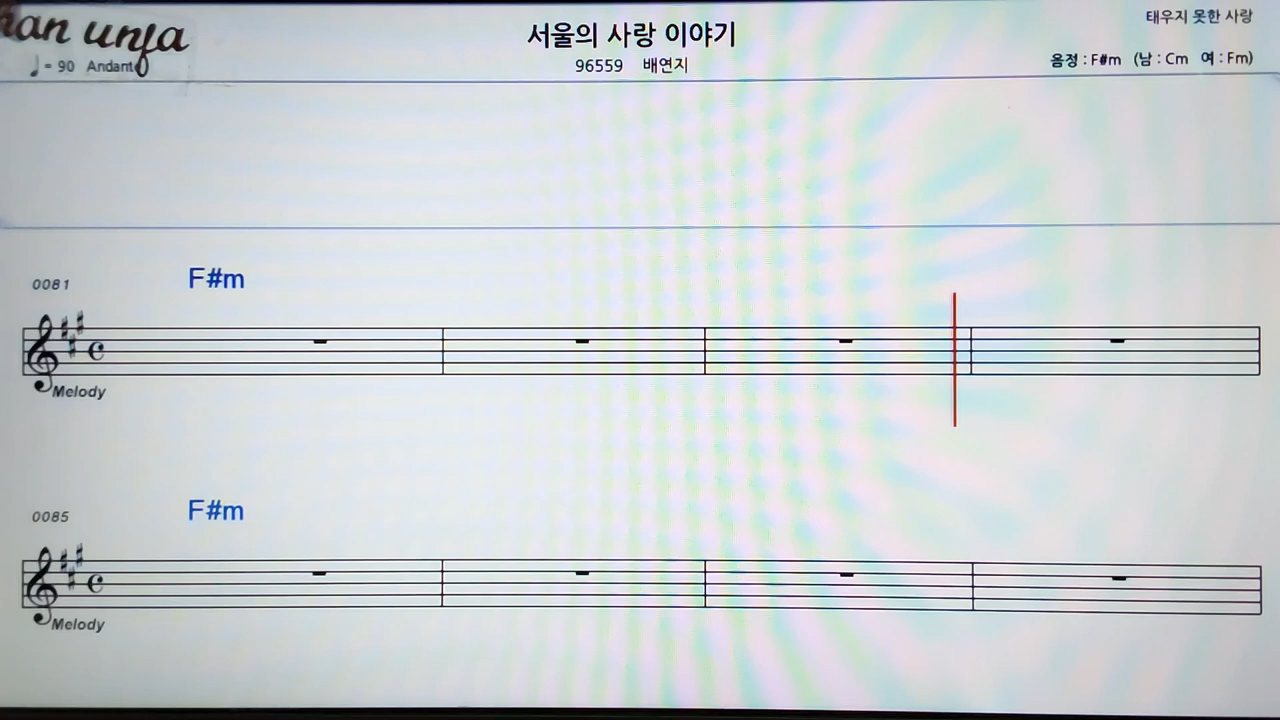 han unfa
서울의 사랑 이야기
태우지 못한 사랑
♩= 90 Andante
96559 배연지
음정 : F#m (남 : Cm 여 : Fm)
0081 F#m
Melody
0085 F#m
Melody